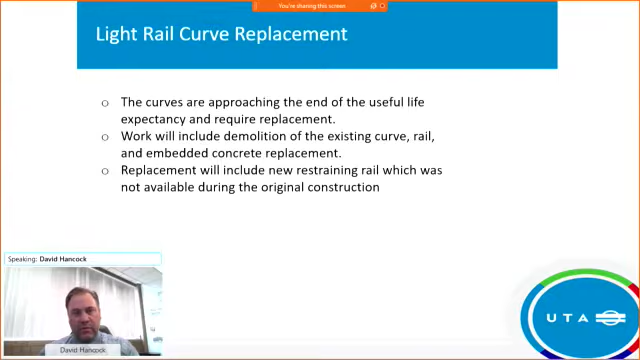 You're sharing this screen
Light Rail Curve Replacement
o The curves are approaching the end of the useful life
expectancy and require replacement.
o Work will include demolition of the existing curve, rail,
and embedded concrete replacement.
o Replacement will include new restraining rail which was
not available during the original construction
Speaking: David Hancock
David Hancock
UTA